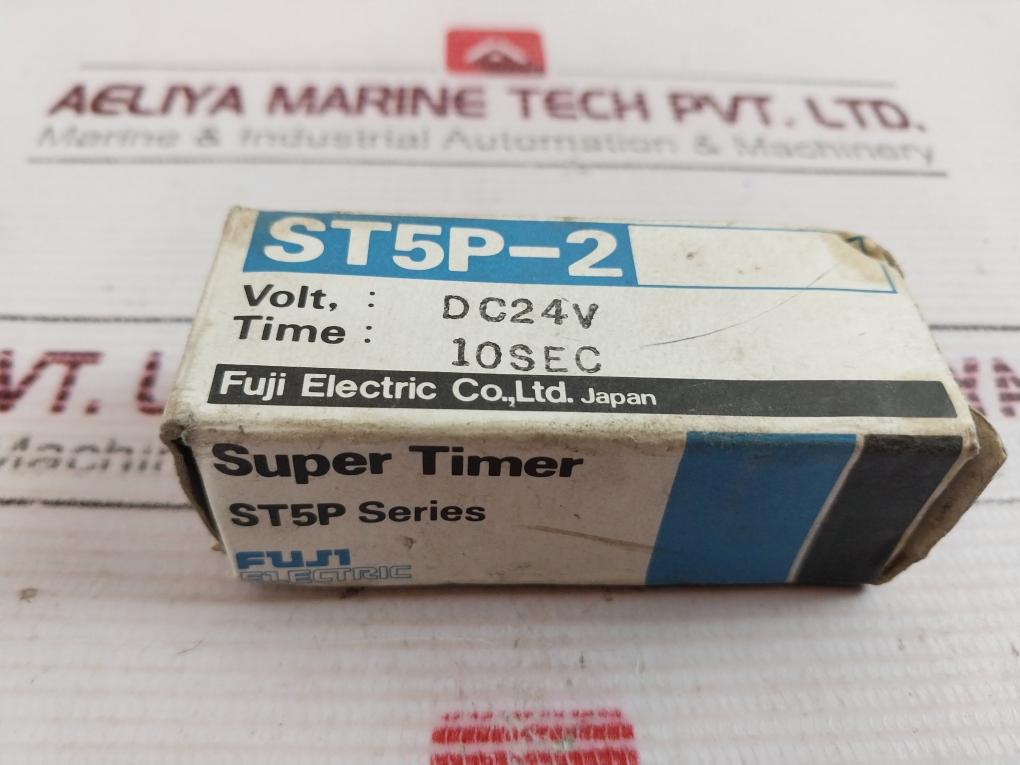 AELIYA MARINE TECH PVT. LTD.
Marine & Industrial Automation & Machinery
ST5P-2
Volt, : DC24V
Time : 10SEC
Fuji Electric Co.,Ltd. Japan
PVT.
Super Timer
ST5P Series
FUJI
ELECTRIC